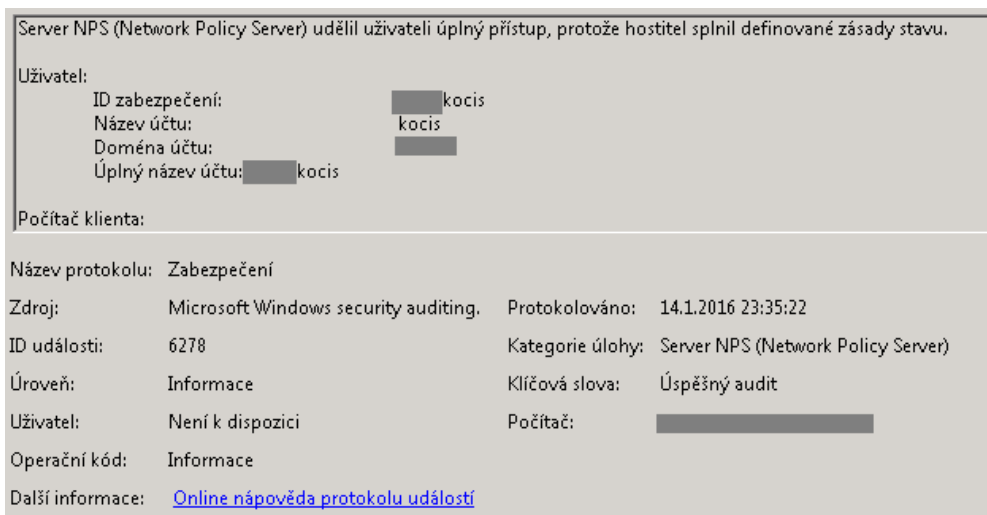 Server NPS (Network Policy Server) udělil uživateli úplný přístup, protože hostitel splnil definované zásady stavu.
Uživatel:
ID zabezpečení: kocis
Název účtu: kocis
Doména účtu:
Úplný název účtu: kocis
Počítač klienta:
Název protokolu: Zabezpečení
Zdroj: Microsoft Windows security auditing. Protokolováno: 14.1.2016 23:35:22
ID události: 6278 Kategorie úlohy: Server NPS (Network Policy Server)
Úroveň: Informace Klíčová slova: Úspěšný audit
Uživatel: Není k dispozici Počítač:
Operační kód: Informace
Další informace: Online nápověda protokolu událostí